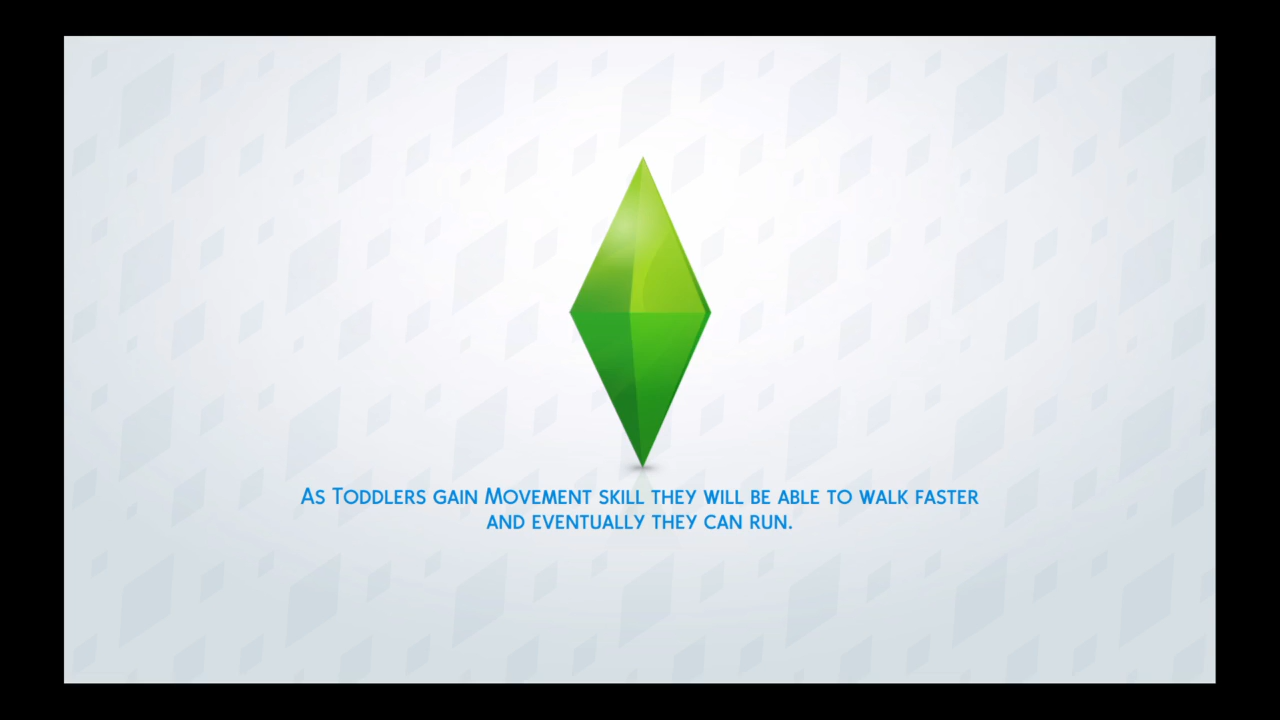 As Toddlers gain Movement skill they will be able to walk faster
and eventually they can run.